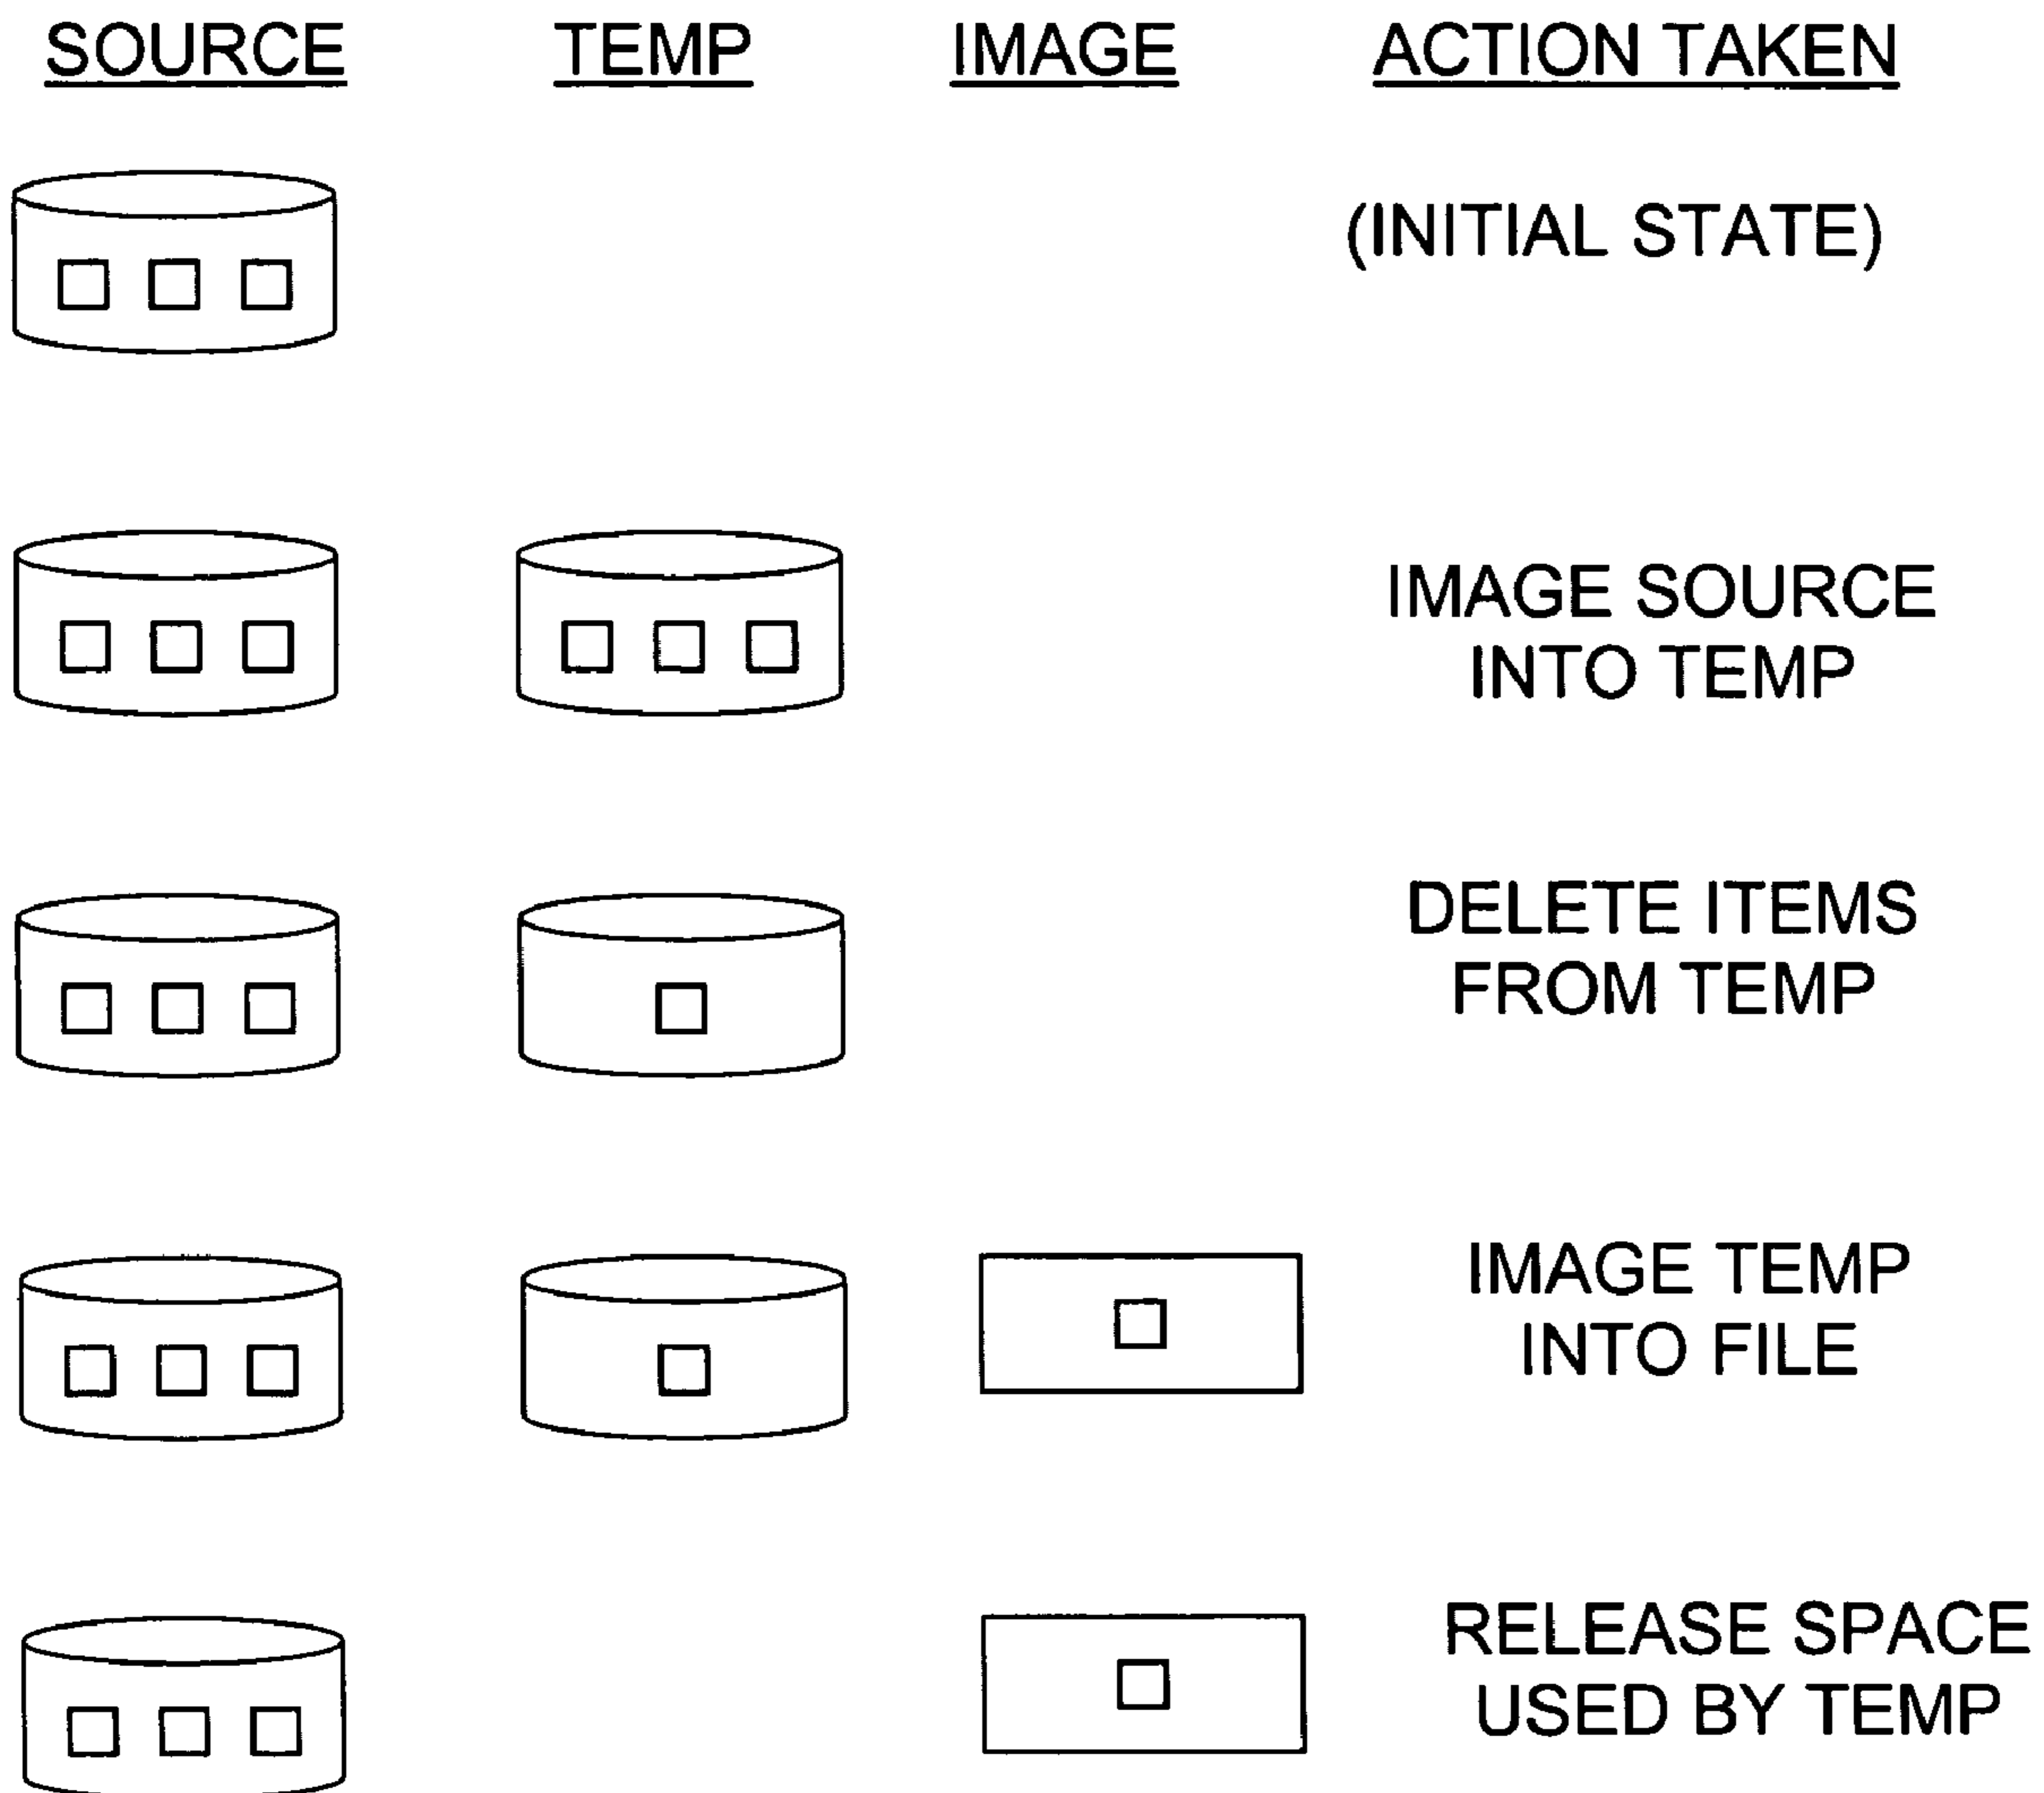 SOURCE TEMP IMAGE ACTION TAKEN
(INITIAL STATE)
IMAGE SOURCE
INTO TEMP
DELETE ITEMS
FROM TEMP
IMAGE TEMP
INTO FILE
RELEASE SPACE
USED BY TEMP